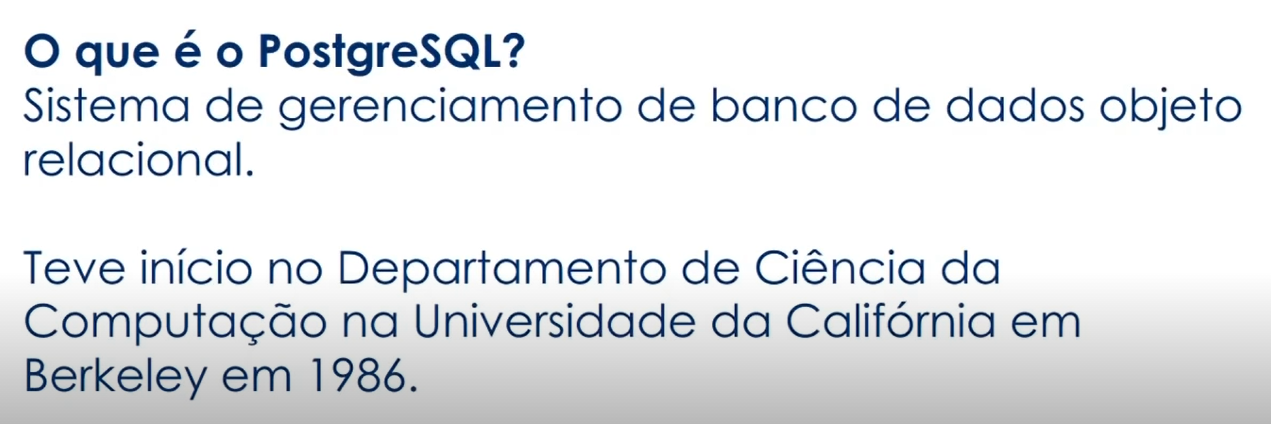 O que é o PostgreSQL?
Sistema de gerenciamento de banco de dados objeto
relacional.
Teve início no Departamento de Ciência da
Computação na Universidade da Califórnia em
Berkeley em 1986.